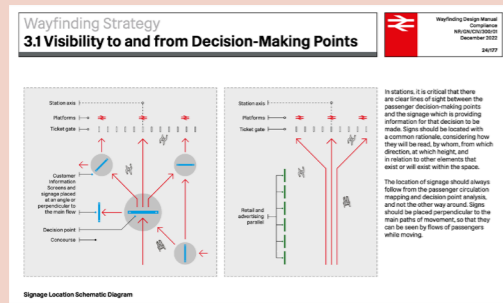 Wayfinding Strategy
3.1 Visibility to and from Decision-Making Points
Wayfinding Design Manual
Compliance
NR/GN/CIV/300/01
December 2022
24/177
Station axis
Platforms
Ticket gate
Customer
Information
Screens and
signage placed
at an angle or
perpendicular to
the main flow
Decision point
Concourse
Station axis
Platforms
Ticket gate
Retail and
advertising
parallel
In stations, it is critical that there
are clear lines of sight between the
passenger decision-making points
and the signage which is providing
information for that decision to be
made. Signs should be located with
a common rationale, considering how
they will be read, by whom, from which
direction, at which height, and
in relation to other elements that
exist or will exist within the space.
The location of signage should always
follow from the passenger circulation
mapping and decision point analysis,
and not the other way around. Signs
should be placed perpendicular to the
main paths of movement, so that they
can be seen by flows of passengers
while moving.
Signage Location Schematic Diagram